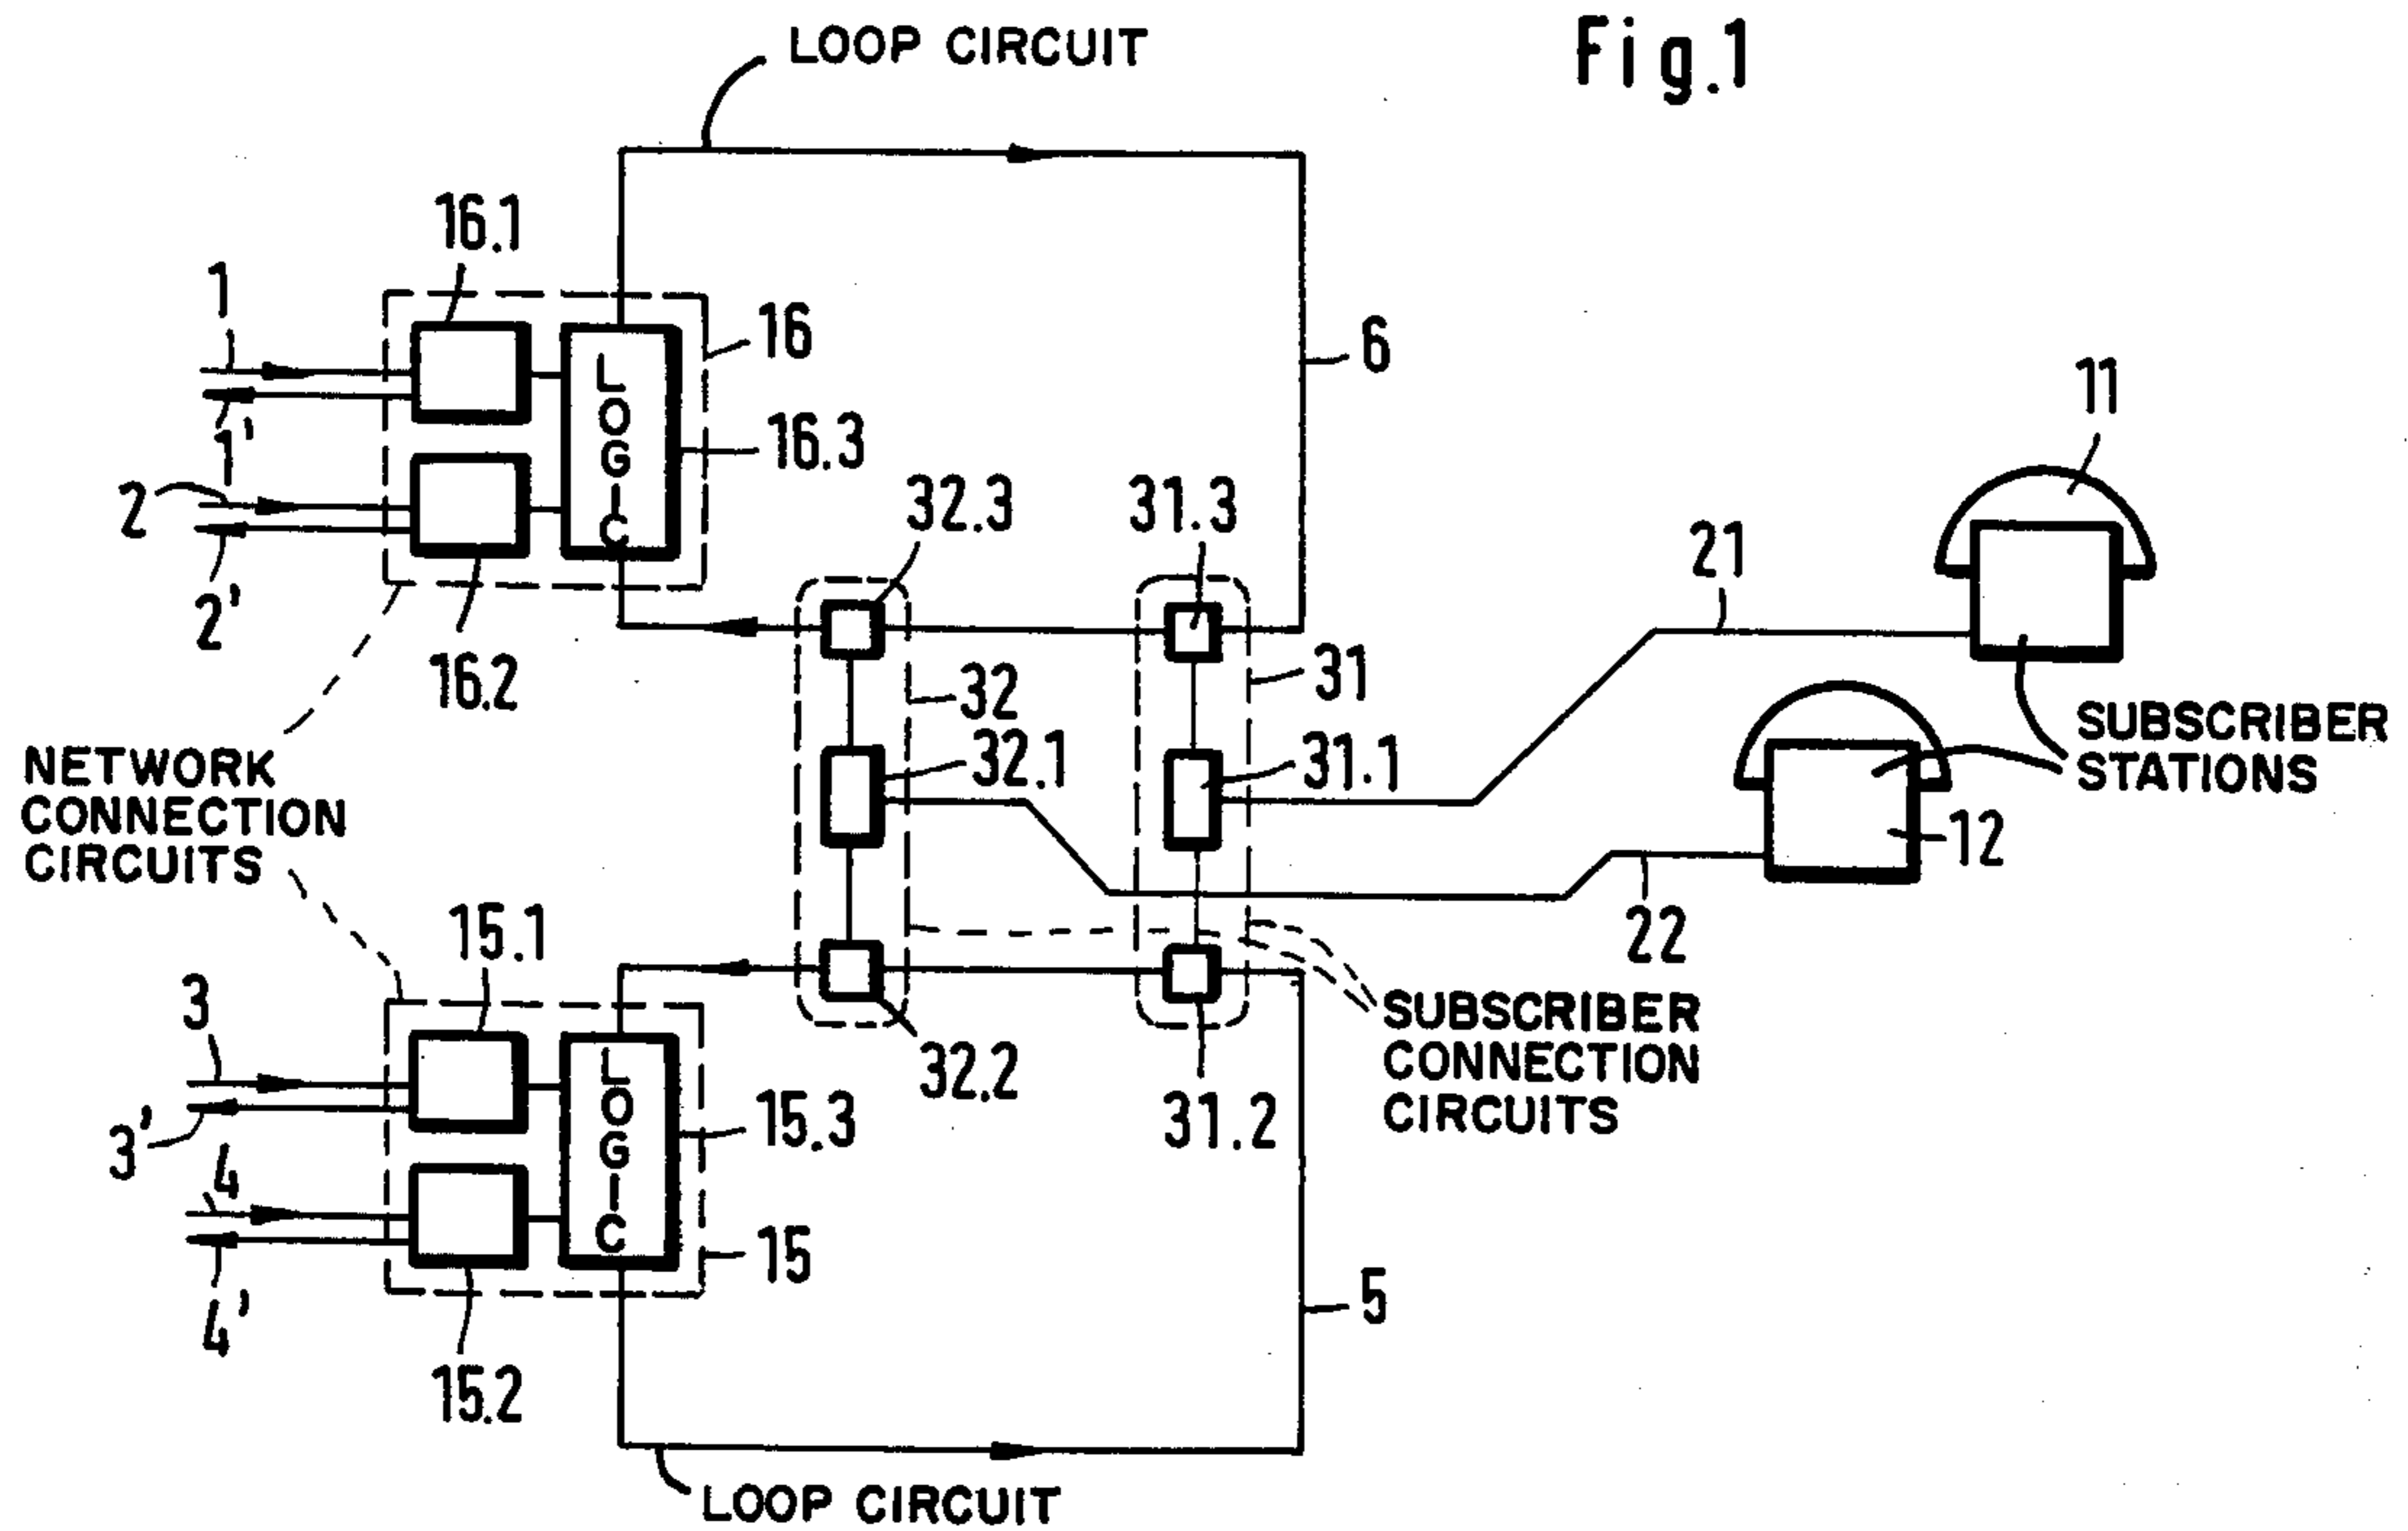 LOOP CIRCUIT
Fig.1
16.1
1
16
6
11
1'
16.3
2
32.3
31.3
21
2'
16.2
LOGIC
32
31
SUBSCRIBER
STATIONS
NETWORK
CONNECTION
CIRCUITS
32.1
31.1
12
22
15.1
3
SUBSCRIBER
CONNECTION
CIRCUITS
32.2
31.2
3'
15.3
4
LOGIC
15
5
4'
15.2
LOOP CIRCUIT